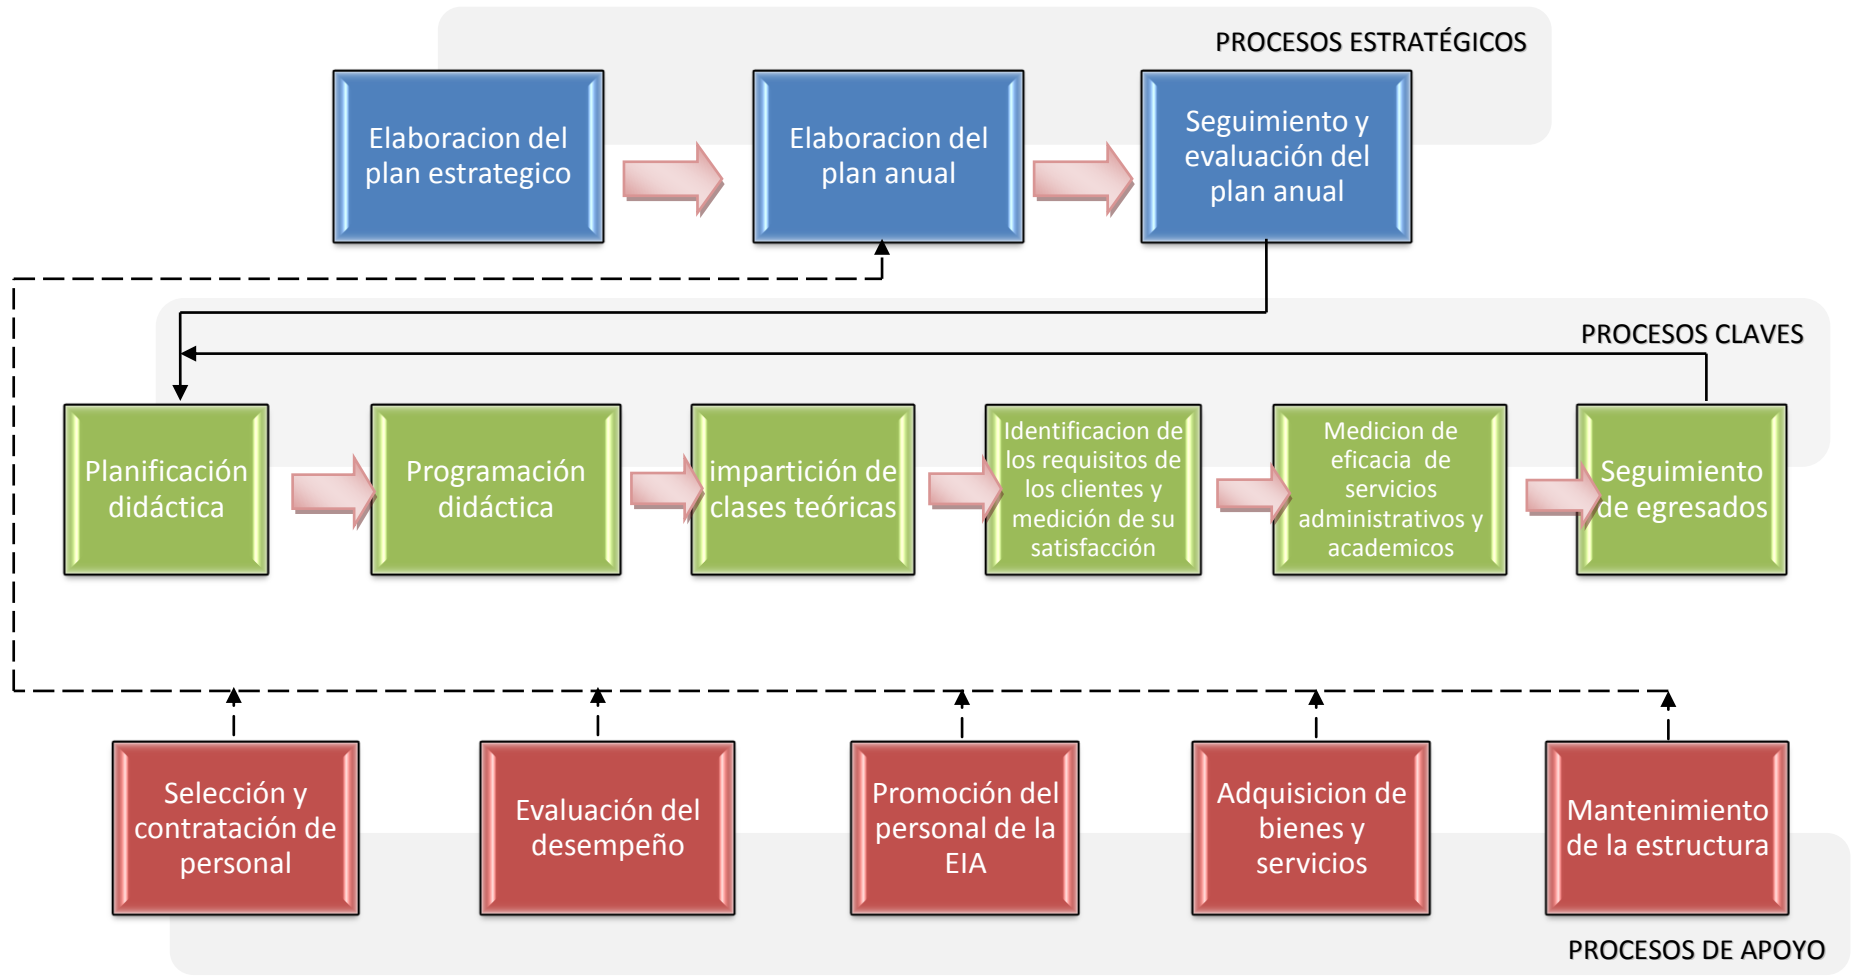 PROCESOS ESTRATÉGICOS
Elaboracion del
plan estrategico
Elaboracion del
plan anual
Seguimiento y
evaluación del
plan anual
PROCESOS CLAVES
Planificación
didáctica
Programación
didáctica
impartición de
clases teóricas
Identificacion de
los requisitos de
los clientes y
medición de su
satisfacción
Medicion de
eficacia de
servicios
administrativos y
academicos
Seguimiento
de egresados
Selección y
contratación de
personal
Evaluación del
desempeño
Promoción del
personal de la
EIA
Adquisicion de
bienes y
servicios
Mantenimiento
de la estructura
PROCESOS DE APOYO